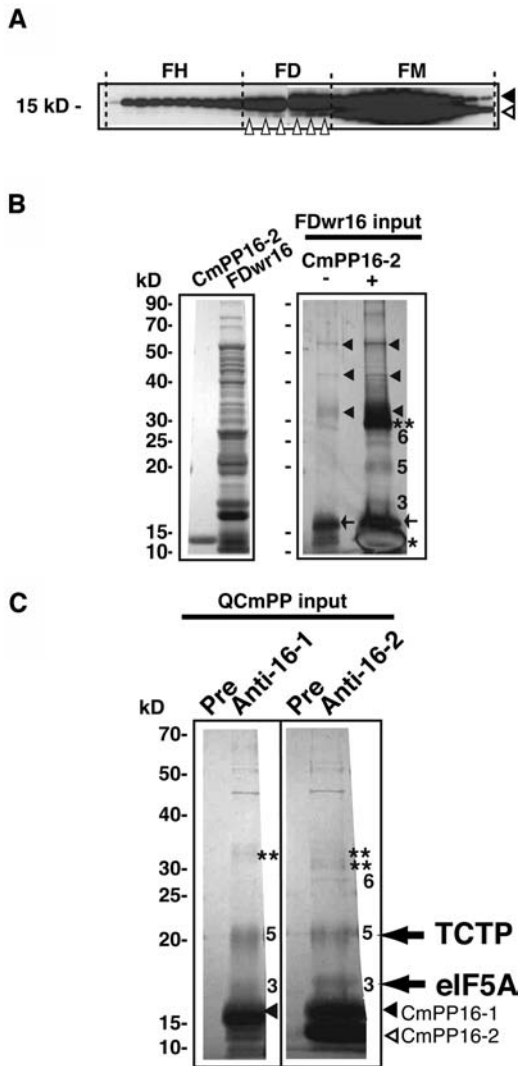 A
FH FD FM
15 kD -
B
FDwr16 input
CmPP16-2
FDwr16
CmPP16-2
kD - +
90-
70-
50-
40-
30-
**
6
25-
20-
5
3
15-
*
10-
C
QCmPP input
Pre
Anti-16-1
Pre
Anti-16-2
kD
70-
50-
40-
**
**
30-
**
6
25-
5
5
TCTP
20-
3
3
eIF5A
CmPP16-1
15-
CmPP16-2
10-